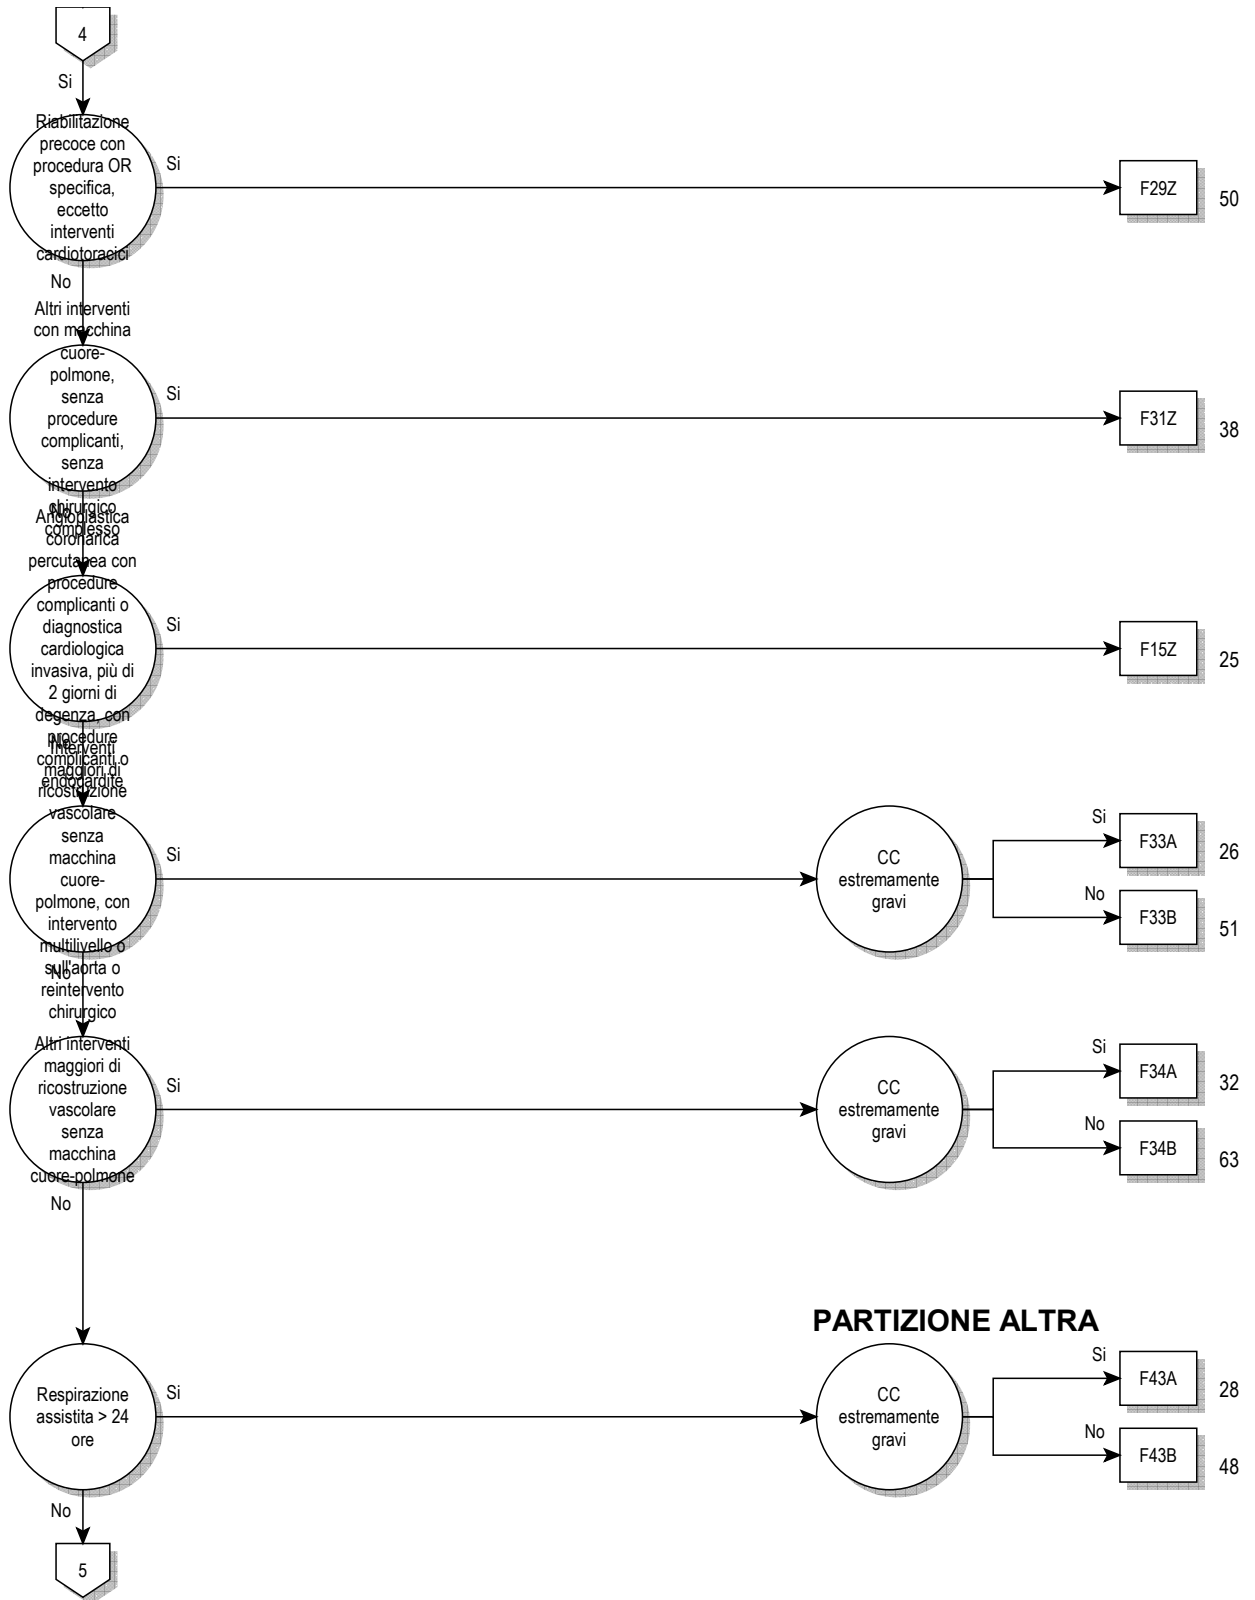 4
Si
Riabilitazione
precoce con
procedura OR
specifica,
eccetto
interventi
cardiotoracici
Si
F29Z
50
No
Altri interventi
con macchina
cuore-
polmone,
senza
procedure
complicanti,
senza
intervento
chirurgico
complesso
Si
F31Z
38
No
Angioplastica
coronarica
percutanea con
procedure
complicanti o
diagnostica
cardiologica
invasiva, più di
2 giorni di
degenza, con
procedure
complicanti o
endocardite
Si
F15Z
25
No
Interventi
maggiori di
ricostruzione
vascolare
senza
macchina
cuore-
polmone, con
intervento
multilivello o
sull'aorta o
reintervento
chirurgico
Si
CC
estremamente
gravi
Si
F33A
26
No
F33B
51
No
Altri interventi
maggiori di
ricostruzione
vascolare
senza
macchina
cuore-polmone
Si
CC
estremamente
gravi
Si
F34A
32
No
F34B
63
No
PARTIZIONE ALTRA
Respirazione
assistita > 24
ore
Si
CC
estremamente
gravi
Si
F43A
28
No
F43B
48
No
5